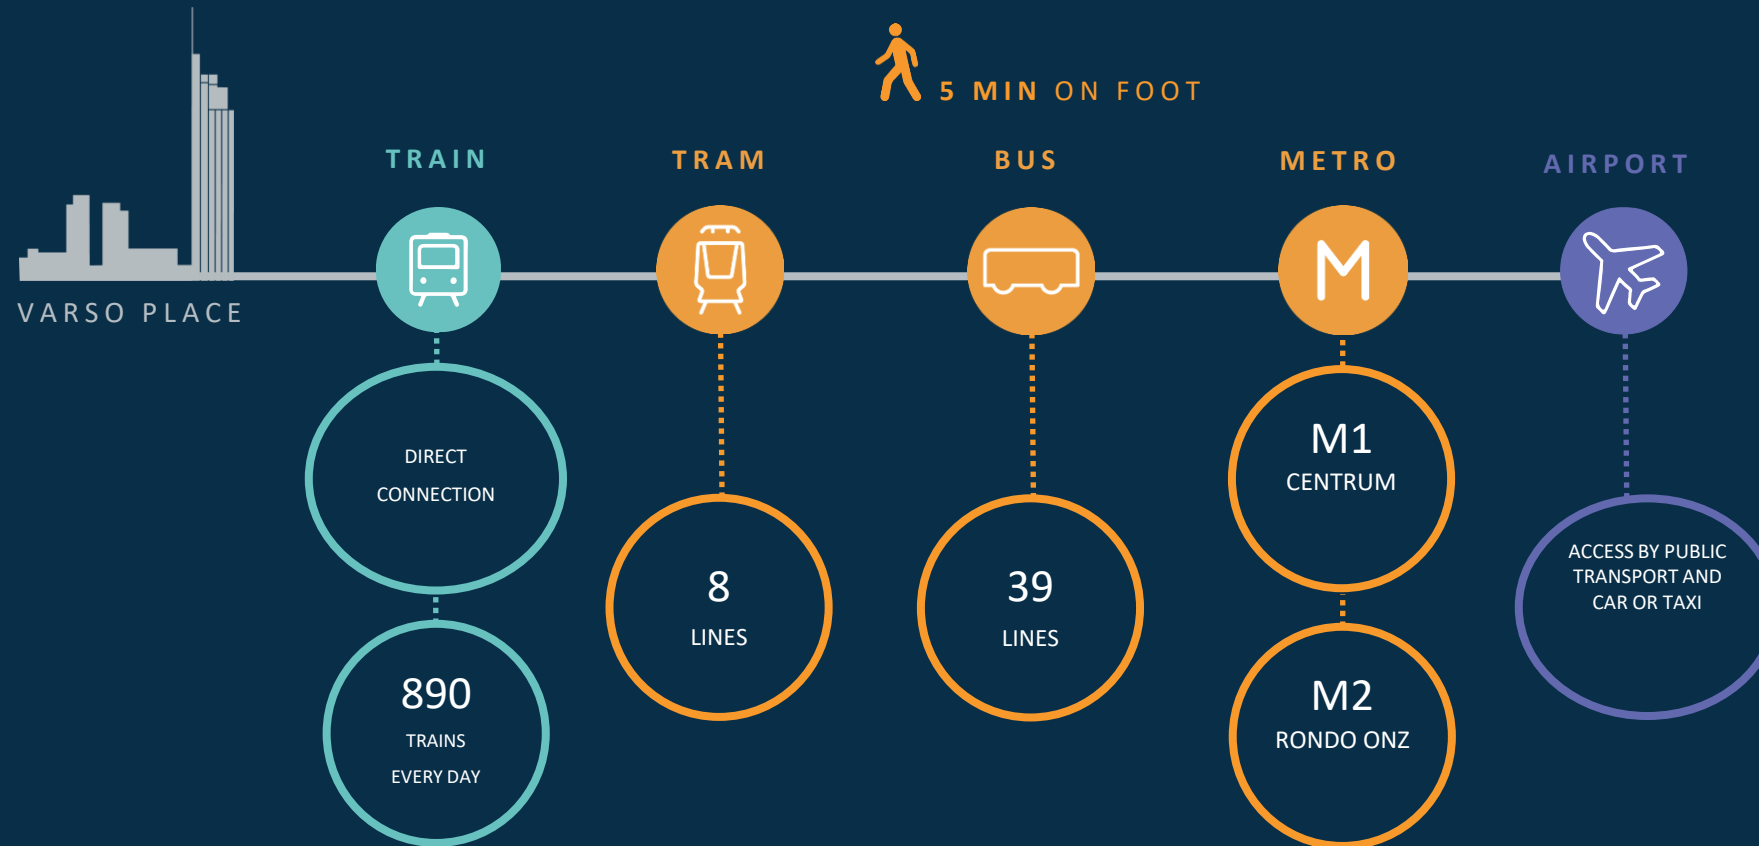 5 MIN ON FOOT
TRAIN
TRAM
BUS
METRO
AIRPORT
M
VARSO PLACE
DIRECT
CONNECTION
890
TRAINS
EVERY DAY
8
LINES
39
LINES
M1
CENTRUM
M2
RONDO ONZ
ACCESS BY PUBLIC
TRANSPORT AND
CAR OR TAXI